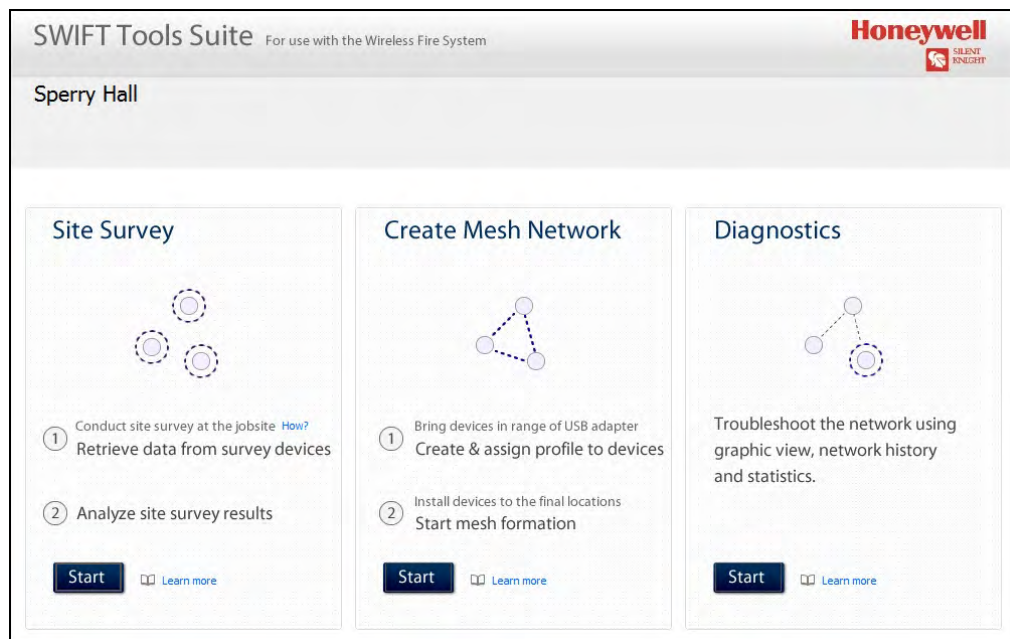 SWIFT Tools Suite For use with the Wireless Fire System
Honeywell
SILENT
KNIGHT
Sperry Hall
Site Survey
1 Conduct site survey at the jobsite How?
Retrieve data from survey devices
2 Analyze site survey results
Start Learn more
Create Mesh Network
1 Bring devices in range of USB adapter
Create & assign profile to devices
2 Install devices to the final locations
Start mesh formation
Start Learn more
Diagnostics
Troubleshoot the network using
graphic view, network history
and statistics.
Start Learn more